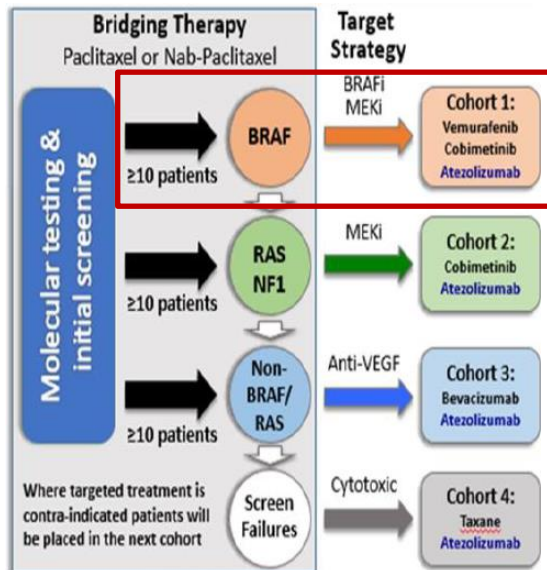 Bridging Therapy
Paclitaxel or Nab-Paclitaxel
Target
Strategy
Molecular testing &
initial screening
≥10 patients
BRAF
BRAFi
MEKi
Cohort 1:
Vemurafenib
Cobimetinib
Atezolizumab
≥10 patients
RAS
NF1
MEKi
Cohort 2:
Cobimetinib
Atezolizumab
≥10 patients
Non-
BRAF/
RAS
Anti-VEGF
Cohort 3:
Bevacizumab
Atezolizumab
Where targeted treatment is
contra-indicated patients will
be placed in the next cohort
Screen
Failures
Cytotoxic
Cohort 4:
Taxane
Atezolizumab